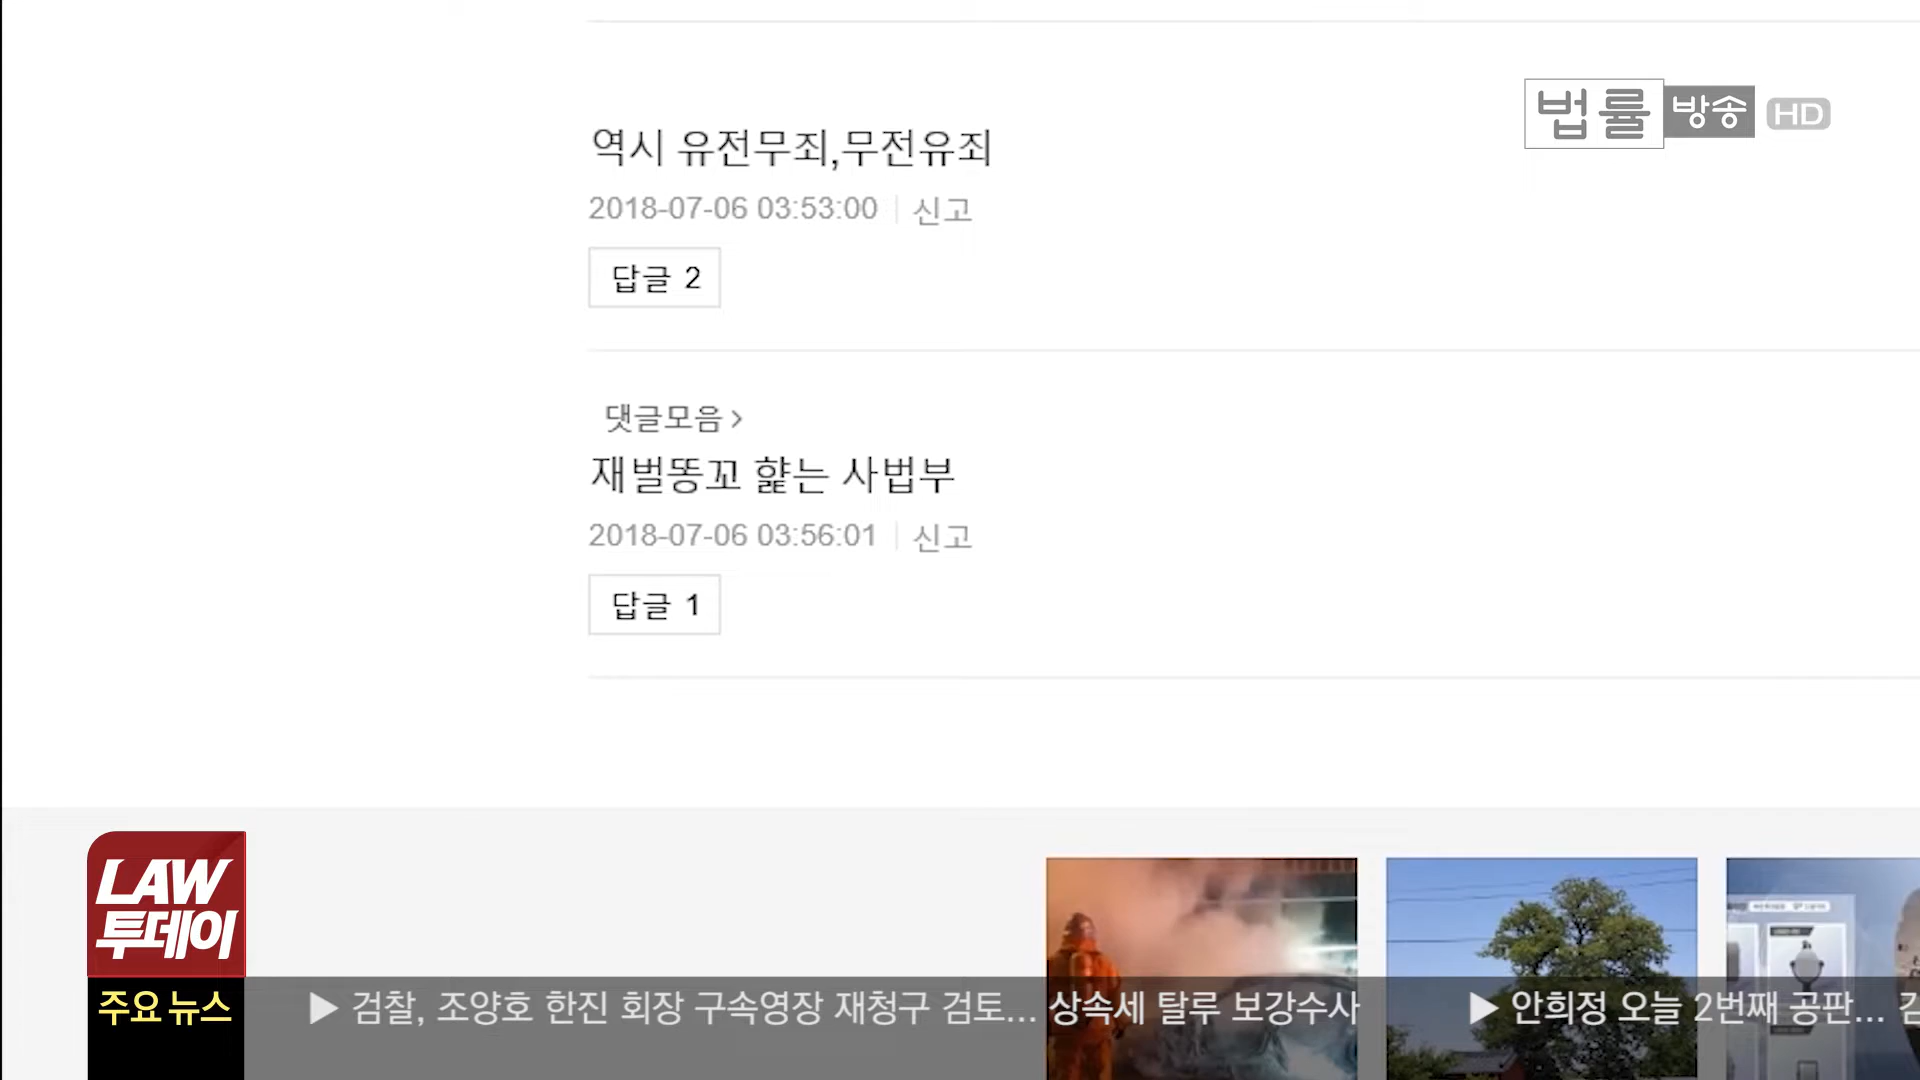 법률방송 HD
역시 유전무죄,무전유죄
2018-07-06 03:53:00 신고
답글 2
댓글모음 >
재벌똥꼬 햝는 사법부
2018-07-06 03:56:01 신고
답글 1
LAW
투데이
주요 뉴스
▶ 검찰, 조양호 한진 회장 구속영장 재청구 검토... 상속세 탈루 보강수사
▶ 안희정 오늘 2번째 공판...